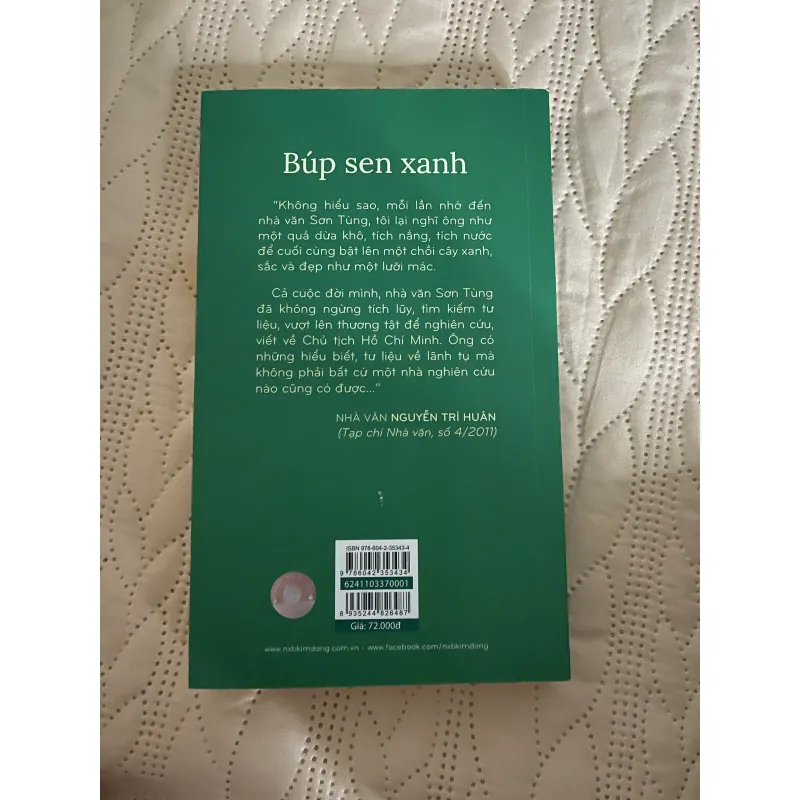 Búp sen xanh
"Không hiểu sao, mỗi lần nhớ đến
nhà văn Sơn Tùng, tôi lại nghĩ ông như
một quả dừa khô, tích nắng, tích nước
để cuối cùng bật lên một chồi cây xanh,
sắc và đẹp như một lưỡi mác.
Cả cuộc đời mình, nhà văn Sơn Tùng
đã không ngừng tích lũy, tìm kiếm tư
liệu, vượt lên thương tật để nghiên cứu,
viết về Chủ tịch Hồ Chí Minh. Ông có
những hiểu biết, tư liệu về lãnh tụ mà
không phải bất cứ một nhà nghiên cứu
nào cũng có được..."
NHÀ VĂN NGUYỄN TRÍ HUÂN
(Tạp chí Nhà văn, số 4/2011)
ISBN 978-604-2-35343-4
9 786042 353434
6241103370001
8 935244 826487
Giá: 72.000đ
www.nxbkimdong.com.vn - www.facebook.com/nxbkimdong